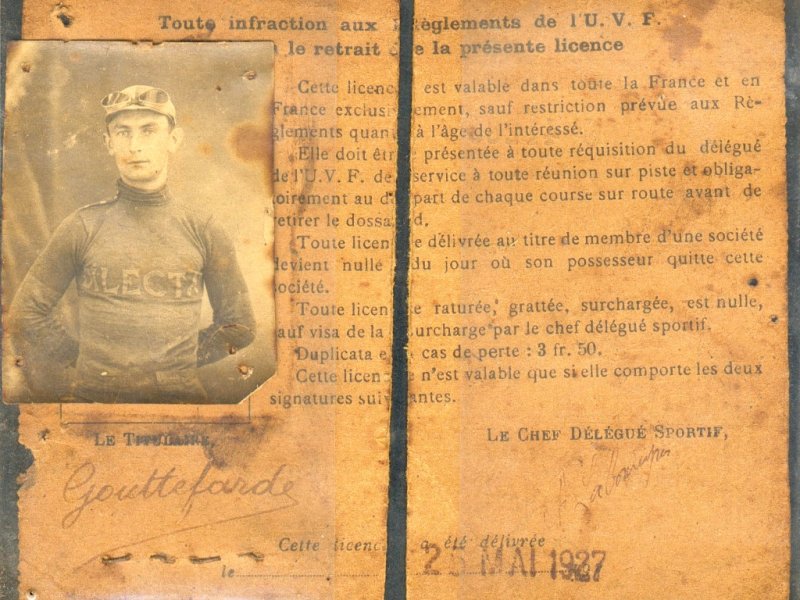 Toute infraction aux Règlements de l'U. V. F.
le retrait de la présente licence
Cette licence est valable dans toute la France et en
France exclusivement, sauf restriction prévue aux Rè-
glements quant à l'âge de l'intéressé.
Elle doit être présentée à toute réquisition du délégué
de l'U. V. F. de service à toute réunion sur piste et obliga-
toirement au départ de chaque course sur route avant de
retirer le dossard.
Toute licence délivrée au titre de membre d'une société
devient nulle du jour où son possesseur quitte cette
société.
Toute licence raturée, grattée, surchargée, est nulle,
sauf visa de la surcharge par le chef délégué sportif.
Duplicata en cas de perte : 3 fr. 50.
Cette licence n'est valable que si elle comporte les deux
signatures suivantes.
LE TITULAIRE,
LE CHEF DÉLÉGUÉ SPORTIF,
Gouttefarde
Cette licence a été délivrée
le 25 MAI 1927
ALECTO